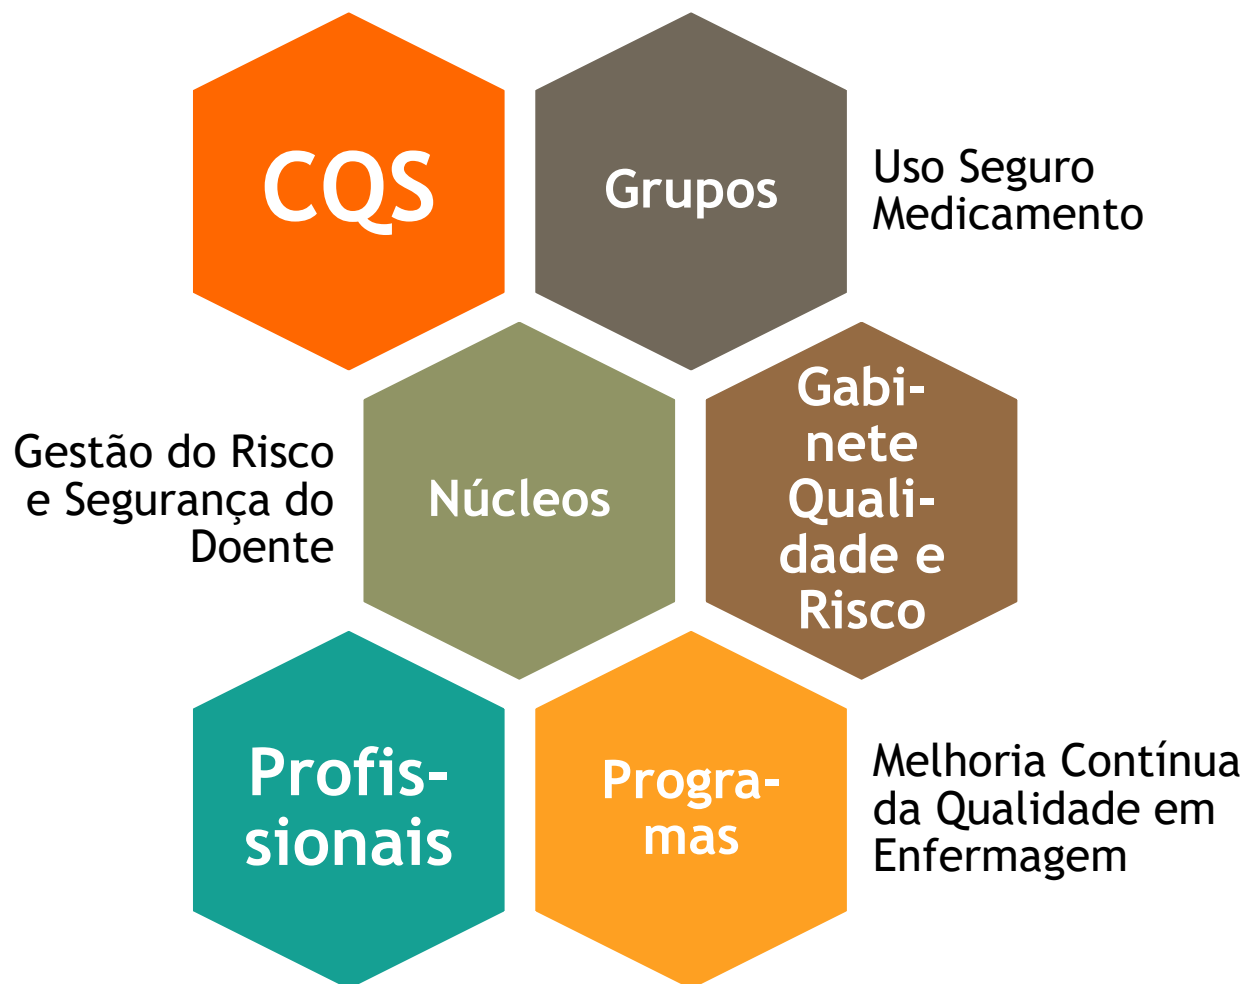 CQS
Grupos
Uso Seguro
Medicamento
Gestão do Risco
e Segurança do
Doente
Núcleos
Gabi-
nete
Quali-
dade e
Risco
Profis-
sionais
Progra-
mas
Melhoria Contínua
da Qualidade em
Enfermagem